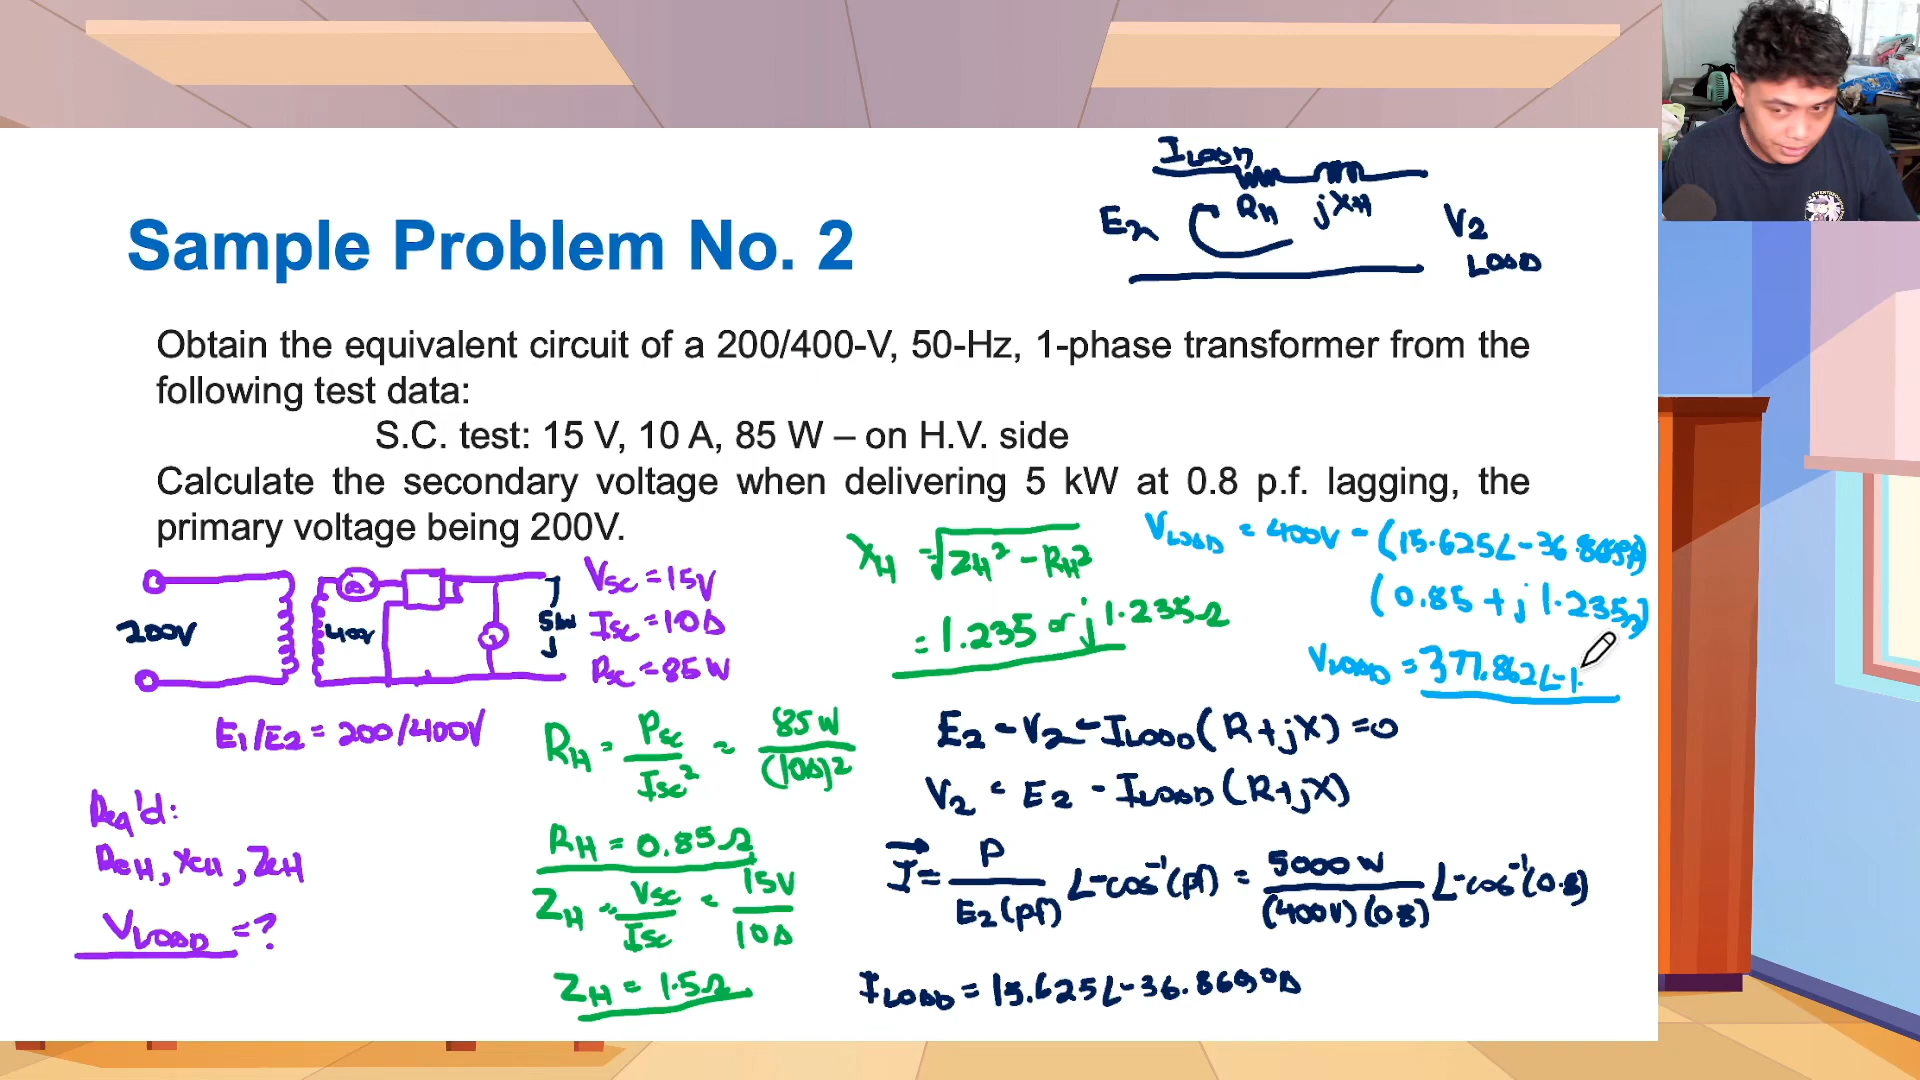 I LOAD
E2
RH
jXH
V2
LOAD
Sample Problem No. 2
Obtain the equivalent circuit of a 200/400-V, 50-Hz, 1-phase transformer from the
following test data:
S.C. test: 15 V, 10 A, 85 W – on H.V. side
Calculate the secondary voltage when delivering 5 kW at 0.8 p.f. lagging, the
primary voltage being 200V.
200V
400V
5kW
E1/E2 = 200/400V
VSC = 15V
ISC = 10A
PSC = 85W
Req'd:
ReH, XeH, ZeH
VLOAD = ?
RH = PSC/ISC² = 85W/(10A)²
RH = 0.85Ω
ZH = VSC/ISC = 15V/10A
ZH = 1.5Ω
XH = √ZH² - RH²
= 1.235 or j1.235Ω
VLOAD = 400V - (15.625∠-36.869°A)
(0.85 + j1.235Ω)
VLOAD = 377.862∠-1.
E2 - V2 - ILOAD(R+jX) = 0
V2 = E2 - ILOAD(R+jX)
I = P/E2(pf) ∠-cos⁻¹(pf) = 5000W/(400V)(0.8) ∠-cos⁻¹(0.8)
ILOAD = 15.625∠-36.869°A